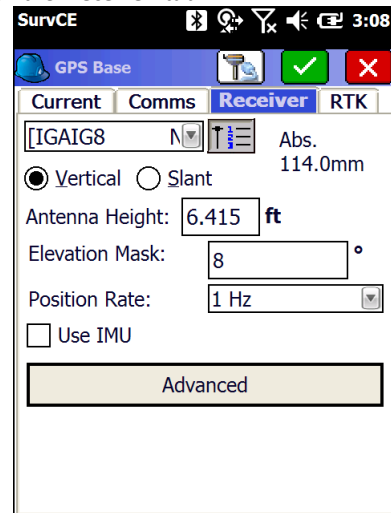 SurvCE 3:08
GPS Base
Current Comms Receiver RTK
[IGAIG8 N Abs.
114.0mm
Vertical Slant
Antenna Height: 6.415 ft
Elevation Mask: 8 °
Position Rate: 1 Hz
Use IMU
Advanced